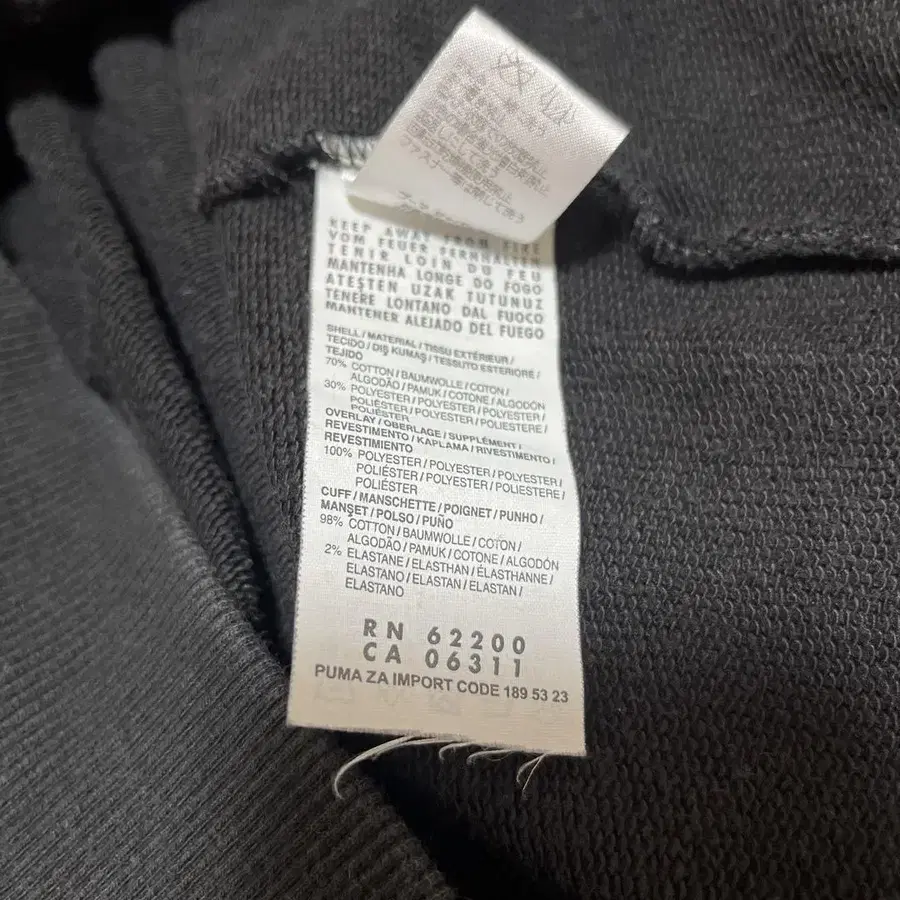 KEEP AWAY FROM FIRE
VOM FEUER FERNHALTEN
TENIR LOIN DU FEU
MANTENHA LONGE DO FOGO
ATEŞTEN UZAK TUTUNUZ
TENERE LONTANO DAL FUOCO
MANTENER ALEJADO DEL FUEGO
SHELL / MATERIAL / TISSU EXTÉRIEUR /
TECIDO / DIŞ KUMAŞ / TESSUTO ESTERIORE /
TEJIDO
70% COTTON / BAUMWOLLE / COTON /
ALGODÃO / PAMUK / COTONE / ALGODÓN
30% POLYESTER / POLYESTER / POLYESTER /
POLIÉSTER / POLYESTER / POLIESTERE /
POLIÉSTER
OVERLAY / OBERLAGE / SUPPLÉMENT /
REVESTIMENTO / KAPLAMA / RIVESTIMENTO /
REVESTIMIENTO
100% POLYESTER / POLYESTER / POLYESTER /
POLIÉSTER / POLYESTER / POLIESTERE /
POLIÉSTER
CUFF / MANSCHETTE / POIGNET / PUNHO /
MANŞET / POLSO / PUÑO
98% COTTON / BAUMWOLLE / COTON /
ALGODÃO / PAMUK / COTONE / ALGODÓN
2% ELASTANE / ELASTHAN / ÉLASTHANNE /
ELASTANO / ELASTAN / ELASTAN /
ELASTANO
RN 62200
CA 06311
PUMA ZA IMPORT CODE 189 53 23